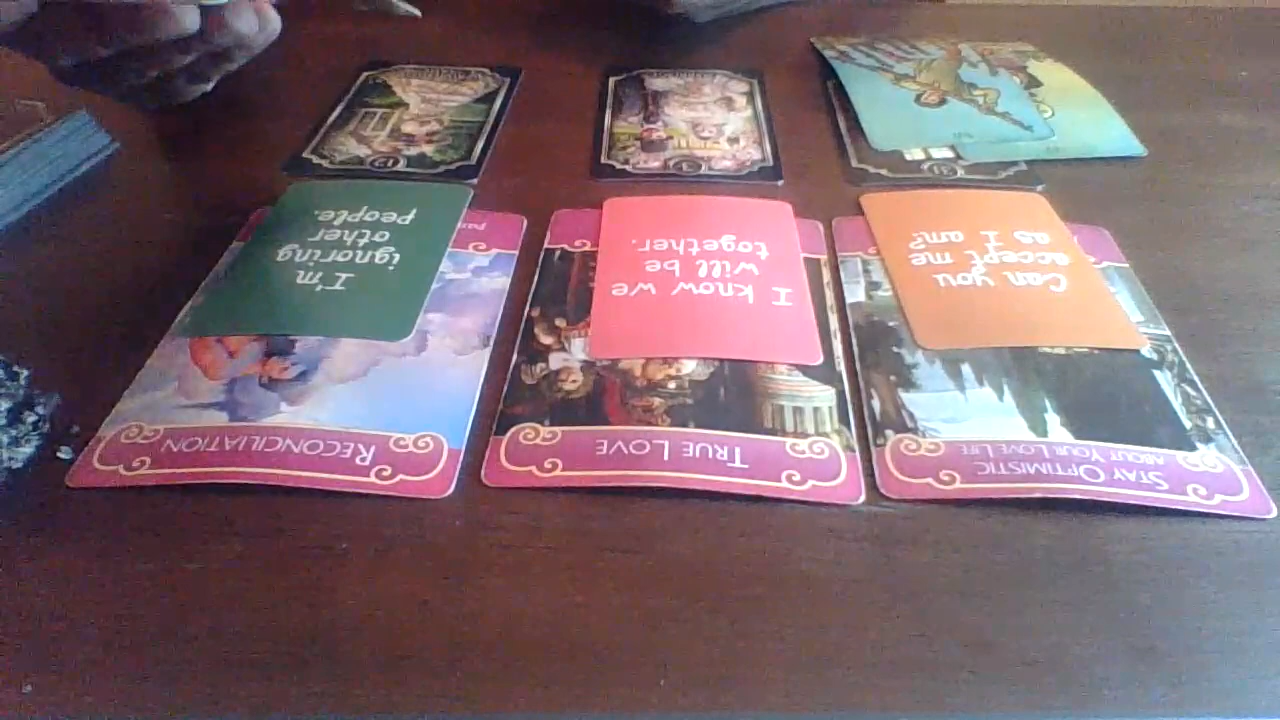 I'm
ignoring
other
people.
RECONCILIATION
I know we
will be
together.
TRUE LOVE
Can you
accept me
as I am?
STAY OPTIMISTIC
ABOUT YOUR LOVE LIFE